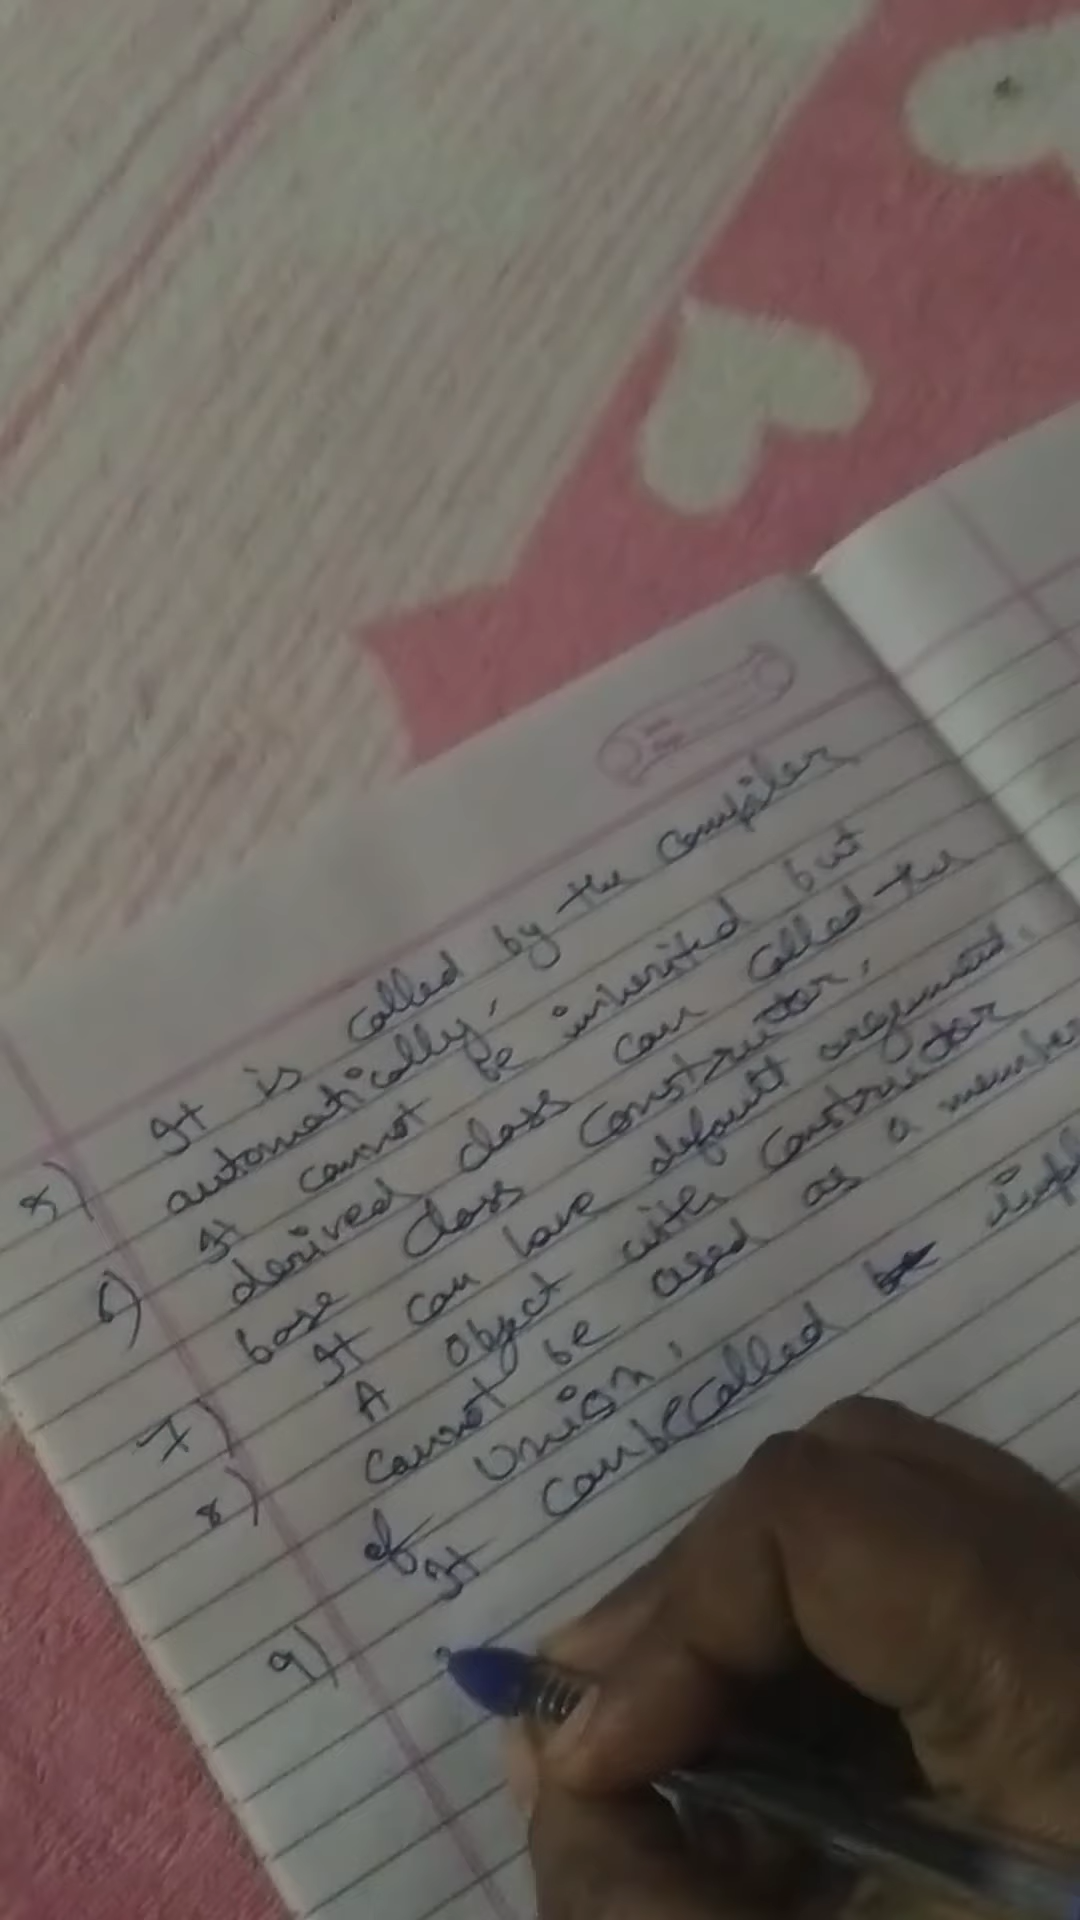 5) It is called by the compiler
automatically.
6) It cannot be inherited but
derived class can called the
base class constructor.
7) It can have default argument.
8) A Object with constructor
cannot be used as a member
of Union.
9) It can be called